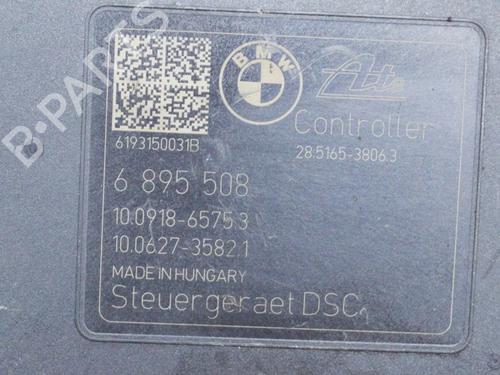 B-PARTS
BMW
Ate
Controller
28.5165-3806.3
6193150031B
6 895 508
10.0918-6575.3
10.0627-3582.1
MADE IN HUNGARY
Steuergeraet DSC